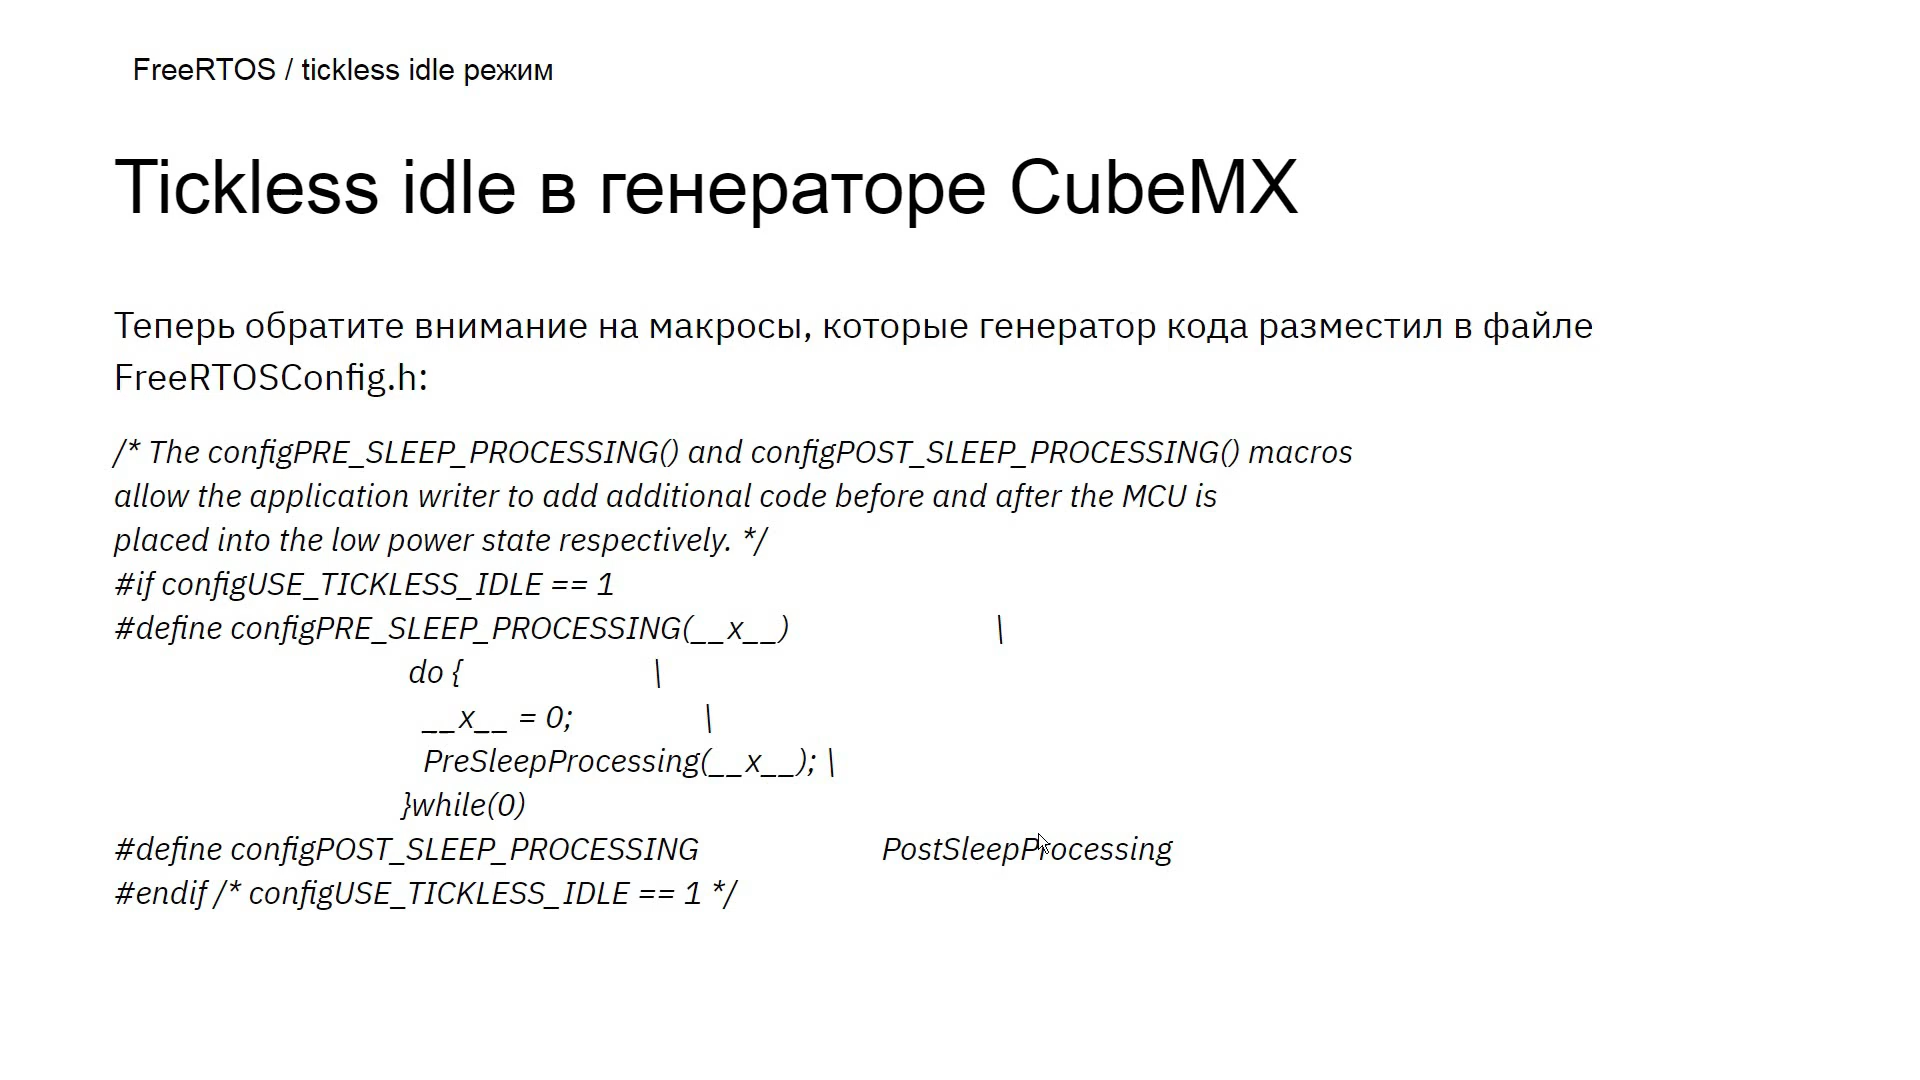 FreeRTOS / tickless idle режим
Tickless idle в генераторе CubeMX
Теперь обратите внимание на макросы, которые генератор кода разместил в файле
FreeRTOSConfig.h:
/* The configPRE_SLEEP_PROCESSING() and configPOST_SLEEP_PROCESSING() macros
allow the application writer to add additional code before and after the MCU is
placed into the low power state respectively. */
#if configUSE_TICKLESS_IDLE == 1
#define configPRE_SLEEP_PROCESSING(__x__) \
do { \
__x__ = 0; \
PreSleepProcessing(__x__); \
}while(0)
#define configPOST_SLEEP_PROCESSING PostSleepProcessing
#endif /* configUSE_TICKLESS_IDLE == 1 */